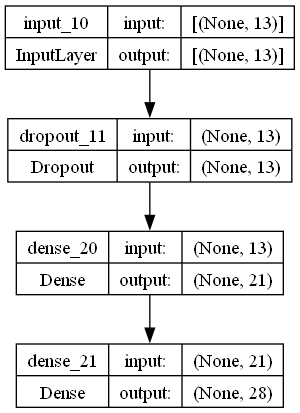 input_10 input: [(None, 13)]
InputLayer output: [(None, 13)]
dropout_11 input: (None, 13)
Dropout output: (None, 13)
dense_20 input: (None, 13)
Dense output: (None, 21)
dense_21 input: (None, 21)
Dense output: (None, 28)